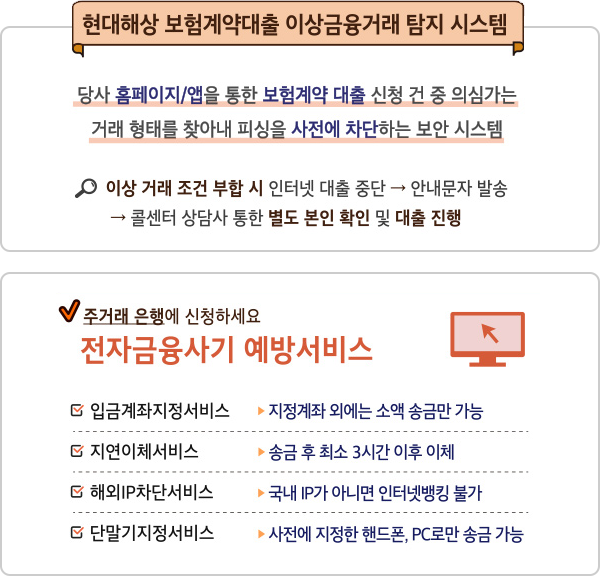 현대해상 보험계약대출 이상금융거래 탐지 시스템
당사 홈페이지/앱을 통한 보험계약 대출 신청 건 중 의심가는
거래 형태를 찾아내 피싱을 사전에 차단하는 보안 시스템
이상 거래 조건 부합 시 인터넷 대출 중단 → 안내문자 발송
→ 콜센터 상담사 통한 별도 본인 확인 및 대출 진행
주거래 은행에 신청하세요
전자금융사기 예방서비스
입금계좌지정서비스 ▶ 지정계좌 외에는 소액 송금만 가능
지연이체서비스 ▶ 송금 후 최소 3시간 이후 이체
해외IP차단서비스 ▶ 국내 IP가 아니면 인터넷뱅킹 불가
단말기지정서비스 ▶ 사전에 지정한 핸드폰, PC로만 송금 가능